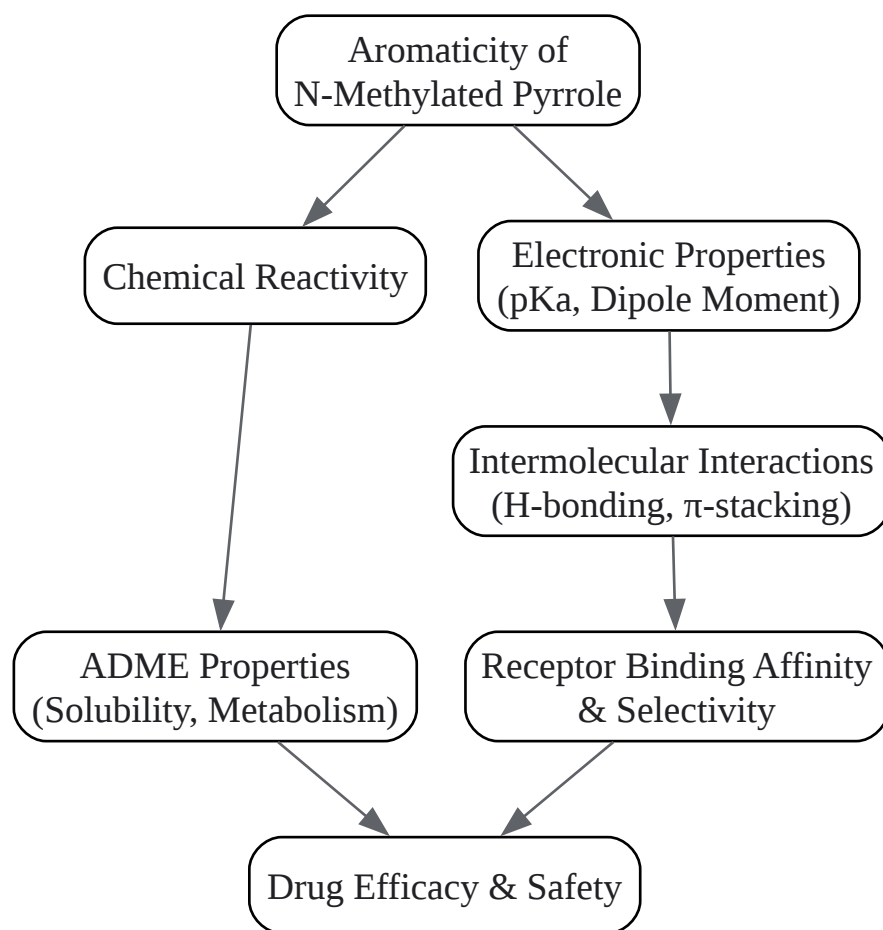 Aromaticity of
N-Methylated Pyrrole
Chemical Reactivity
Electronic Properties
(pKa, Dipole Moment)
Intermolecular Interactions
(H-bonding, π-stacking)
ADME Properties
(Solubility, Metabolism)
Receptor Binding Affinity
& Selectivity
Drug Efficacy & Safety